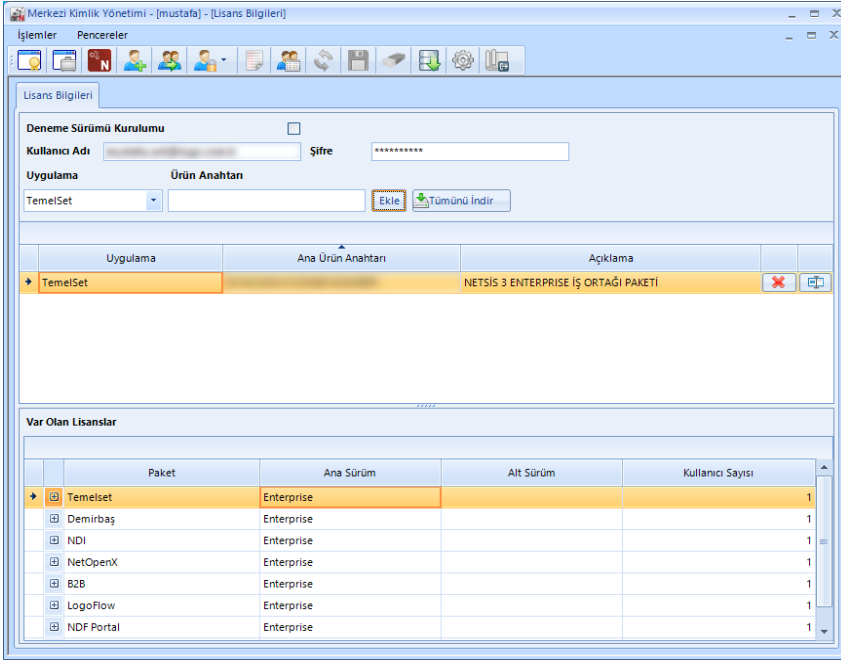 Merkezi Kimlik Yönetimi - [mustafa] - [Lisans Bilgileri]
İşlemler Pencereler
N
Lisans Bilgileri
Deneme Sürümü Kurulumu
Kullanıcı Adı Şifre **********
Uygulama Ürün Anahtarı
TemelSet Ekle Tümünü İndir
Uygulama Ana Ürün Anahtarı Açıklama
TemelSet NETSİS 3 ENTERPRISE İŞ ORTAĞI PAKETİ
Var Olan Lisanslar
Paket Ana Sürüm Alt Sürüm Kullanıcı Sayısı
Temelset Enterprise 1
Demirbaş Enterprise 1
NDI Enterprise 1
NetOpenX Enterprise 1
B2B Enterprise 1
LogoFlow Enterprise 1
NDF Portal Enterprise 1